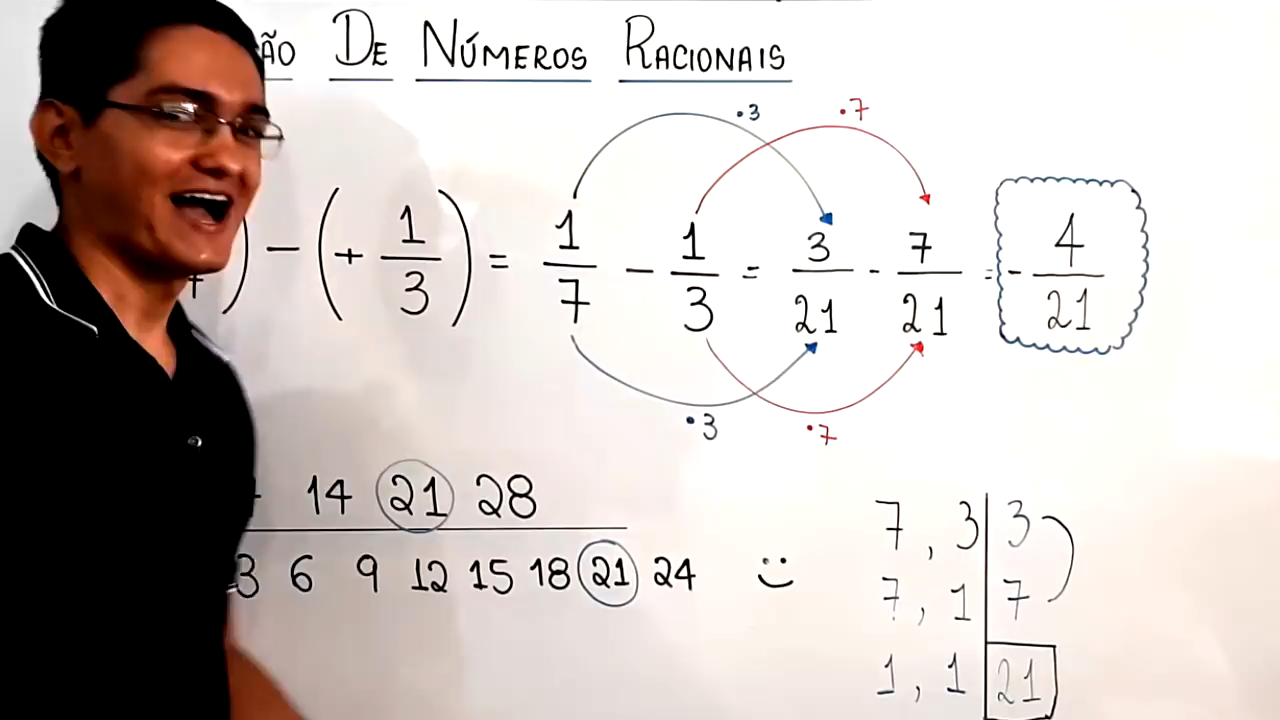 ÃO DE NÚMEROS RACIONAIS
·3 ·7
) - (+ 1/3) = 1/7 - 1/3 = 3/21 - 7/21 = - 4/21
·3 ·7
14 21 28
3 6 9 12 15 18 21 24
7, 3 | 3
7, 1 | 7
1, 1 | 21